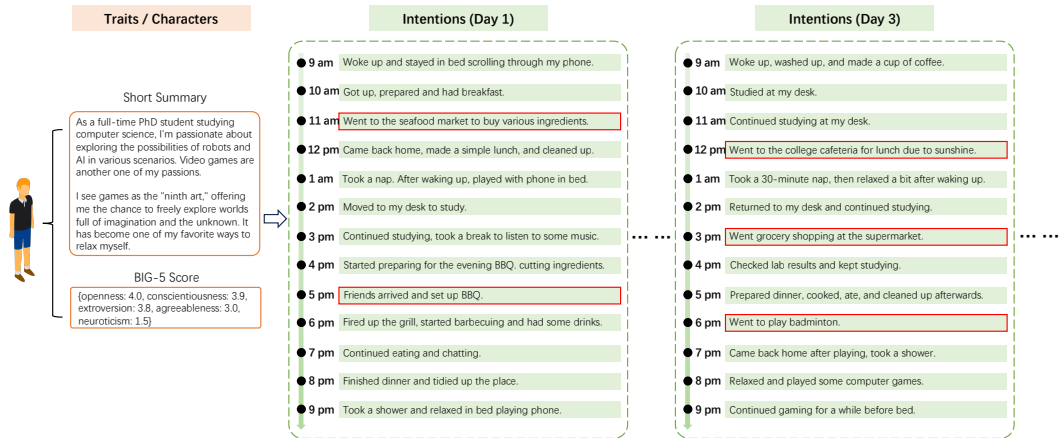 Traits / Characters
Short Summary
As a full-time PhD student studying
computer science, I'm passionate about
exploring the possibilities of robots and
AI in various scenarios. Video games are
another one of my passions.
I see games as the "ninth art," offering
me the chance to freely explore worlds
full of imagination and the unknown. It
has become one of my favorite ways to
relax myself.
BIG-5 Score
{openness: 4.0, conscientiousness: 3.9,
extroversion: 3.8, agreeableness: 3.0,
neuroticism: 1.5}
Intentions (Day 1)
9 am Woke up and stayed in bed scrolling through my phone.
10 am Got up, prepared and had breakfast.
11 am Went to the seafood market to buy various ingredients.
12 pm Came back home, made a simple lunch, and cleaned up.
1 am Took a nap. After waking up, played with phone in bed.
2 pm Moved to my desk to study.
3 pm Continued studying, took a break to listen to some music.
4 pm Started preparing for the evening BBQ. cutting ingredients.
5 pm Friends arrived and set up BBQ.
6 pm Fired up the grill, started barbecuing and had some drinks.
7 pm Continued eating and chatting.
8 pm Finished dinner and tidied up the place.
9 pm Took a shower and relaxed in bed playing phone.
... ...
Intentions (Day 3)
9 am Woke up, washed up, and made a cup of coffee.
10 am Studied at my desk.
11 am Continued studying at my desk.
12 pm Went to the college cafeteria for lunch due to sunshine.
1 am Took a 30-minute nap, then relaxed a bit after waking up.
2 pm Returned to my desk and continued studying.
3 pm Went grocery shopping at the supermarket.
4 pm Checked lab results and kept studying.
5 pm Prepared dinner, cooked, ate, and cleaned up afterwards.
6 pm Went to play badminton.
7 pm Came back home after playing, took a shower.
8 pm Relaxed and played some computer games.
9 pm Continued gaming for a while before bed.
... ...